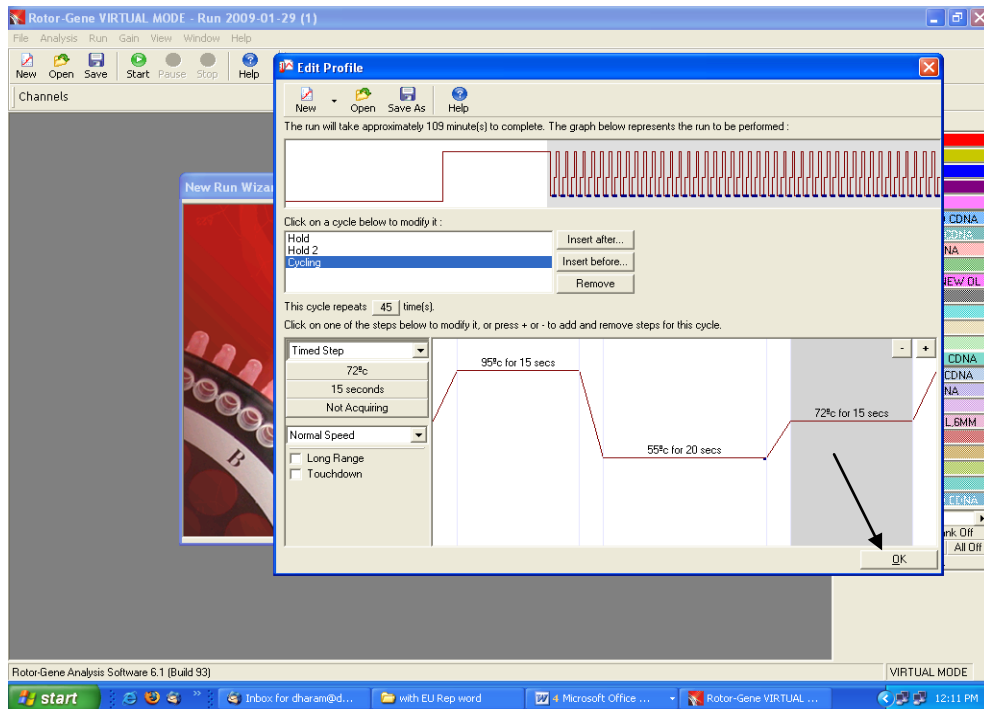 Rotor-Gene VIRTUAL MODE - Run 2009-01-29 (1)
File Analysis Run Gain View Window Help
New Open Save Start Pause Stop Help
Channels
Edit Profile
New Open Save As Help
The run will take approximately 109 minute(s) to complete. The graph below represents the run to be performed :
New Run Wiza
Click on a cycle below to modify it :
Hold
Hold 2
Cycling
Insert after...
Insert before...
Remove
This cycle repeats 45 time(s).
Click on one of the steps below to modify it, or press + or - to add and remove steps for this cycle.
Timed Step
72ºc
15 seconds
Not Acquiring
Normal Speed
Long Range
Touchdown
- +
95ºc for 15 secs
55ºc for 20 secs
72ºc for 15 secs
OK
CDNA
CDNA
NA
NEW DL
CDNA
CDNA
NA
L.6MM
CDNA
nk Off
All Off
B
Rotor-Gene Analysis Software 6.1 (Build 93)
VIRTUAL MODE
start
»
Inbox for dharam@d...
with EU Rep word
4 Microsoft Office ...
Rotor-Gene VIRTUAL ...
12:11 PM